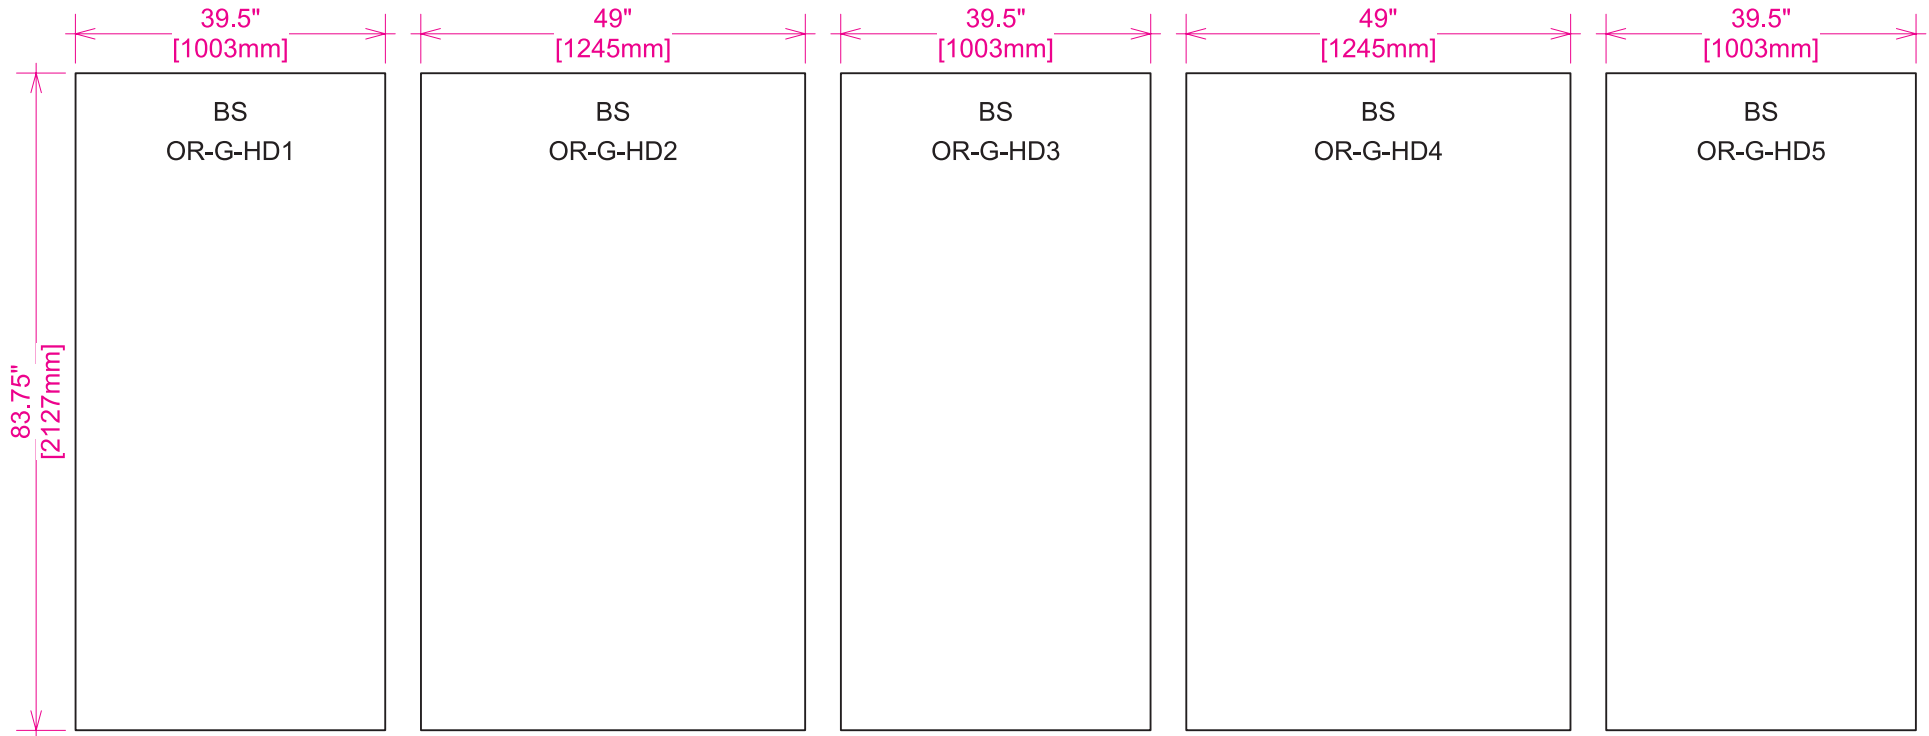 39.5"
[1003mm]
49"
[1245mm]
39.5"
[1003mm]
49"
[1245mm]
39.5"
[1003mm]
BS
OR-G-HD1
BS
OR-G-HD2
BS
OR-G-HD3
BS
OR-G-HD4
BS
OR-G-HD5
83.75"
[2127mm]